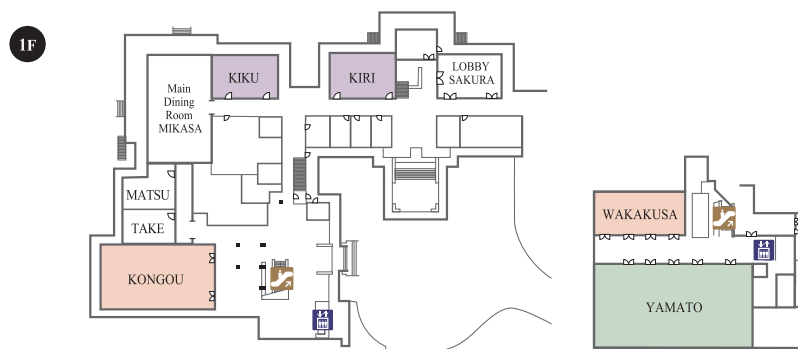 1F
KIKU
KIRI
LOBBY
SAKURA
Main
Dining
Room
MIKASA
MATSU
TAKE
KONGOU
WAKAKUSA
YAMATO